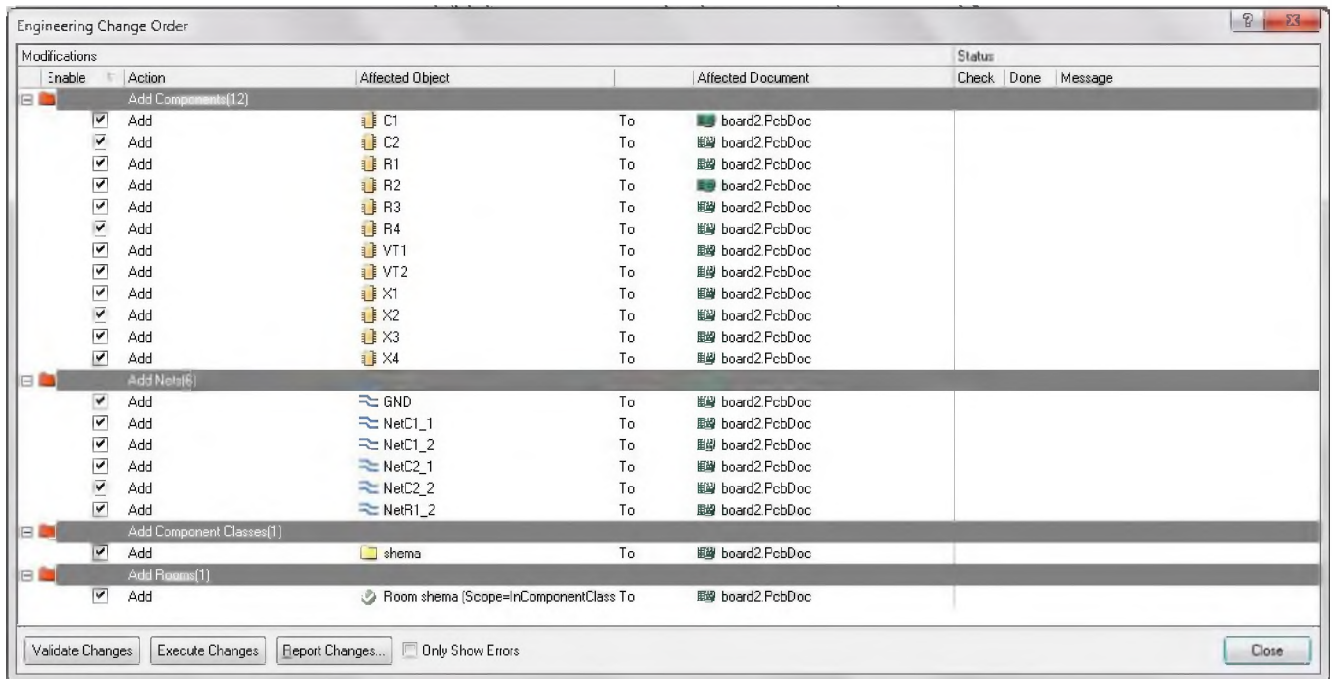 Engineering Change Order
Modifications Status
Enable Action Affected Object Affected Document Check Done Message
Add Components(12)
Add C1 To board2.PcbDoc
Add C2 To board2.PcbDoc
Add R1 To board2.PcbDoc
Add R2 To board2.PcbDoc
Add R3 To board2.PcbDoc
Add R4 To board2.PcbDoc
Add VT1 To board2.PcbDoc
Add VT2 To board2.PcbDoc
Add X1 To board2.PcbDoc
Add X2 To board2.PcbDoc
Add X3 To board2.PcbDoc
Add X4 To board2.PcbDoc
Add Nets(6)
Add GND To board2.PcbDoc
Add NetC1_1 To board2.PcbDoc
Add NetC1_2 To board2.PcbDoc
Add NetC2_1 To board2.PcbDoc
Add NetC2_2 To board2.PcbDoc
Add NetR1_2 To board2.PcbDoc
Add Component Classes(1)
Add shema To board2.PcbDoc
Add Rooms(1)
Add Room shema (Scope=InComponentClass To board2.PcbDoc
Validate Changes Execute Changes Report Changes... Only Show Errors Close